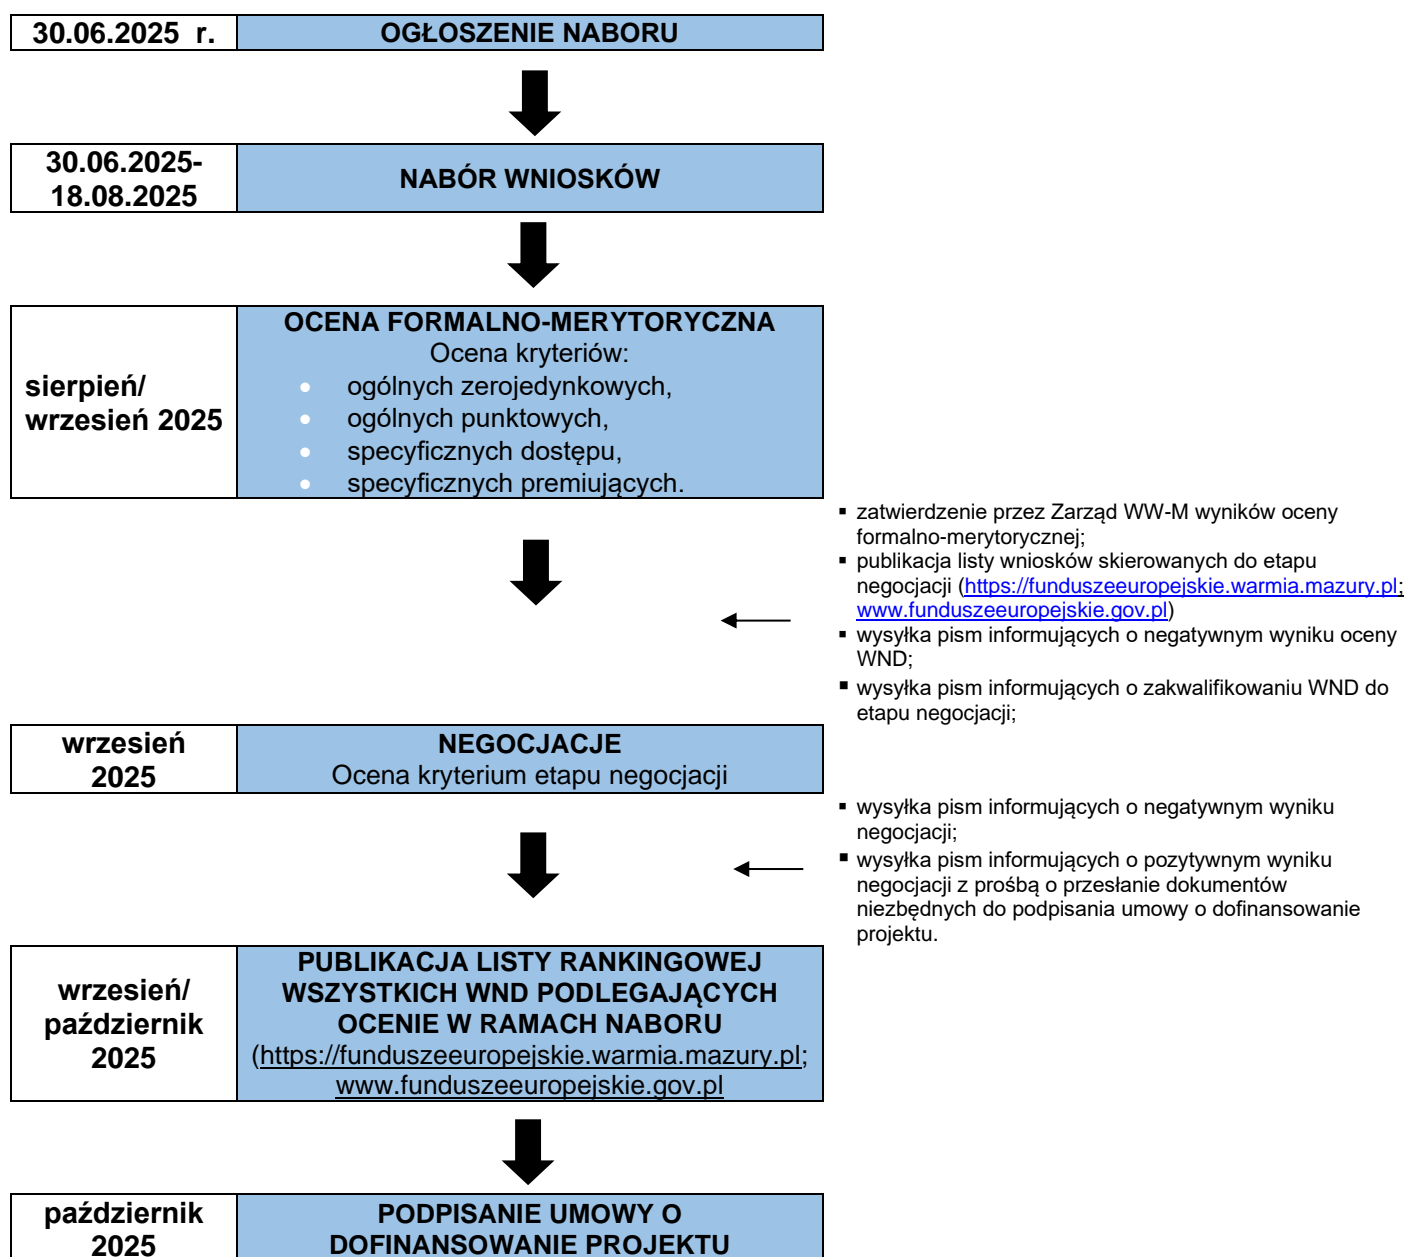 30.06.2025 r.
OGŁOSZENIE NABORU
30.06.2025-
18.08.2025
NABÓR WNIOSKÓW
sierpień/
wrzesień 2025
OCENA FORMALNO-MERYTORYCZNA
Ocena kryteriów:
• ogólnych zerojedynkowych,
• ogólnych punktowych,
• specyficznych dostępu,
• specyficznych premiujących.
▪ zatwierdzenie przez Zarząd WW-M wyników oceny
formalno-merytorycznej;
▪ publikacja listy wniosków skierowanych do etapu
negocjacji (https://funduszeeuropejskie.warmia.mazury.pl;
www.funduszeeuropejskie.gov.pl)
▪ wysyłka pism informujących o negatywnym wyniku oceny
WND;
▪ wysyłka pism informujących o zakwalifikowaniu WND do
etapu negocjacji;
wrzesień
2025
NEGOCJACJE
Ocena kryterium etapu negocjacji
▪ wysyłka pism informujących o negatywnym wyniku
negocjacji;
▪ wysyłka pism informujących o pozytywnym wyniku
negocjacji z prośbą o przesłanie dokumentów
niezbędnych do podpisania umowy o dofinansowanie
projektu.
wrzesień/
październik
2025
PUBLIKACJA LISTY RANKINGOWEJ
WSZYSTKICH WND PODLEGAJĄCYCH
OCENIE W RAMACH NABORU
(https://funduszeeuropejskie.warmia.mazury.pl;
www.funduszeeuropejskie.gov.pl
październik
2025
PODPISANIE UMOWY O
DOFINANSOWANIE PROJEKTU